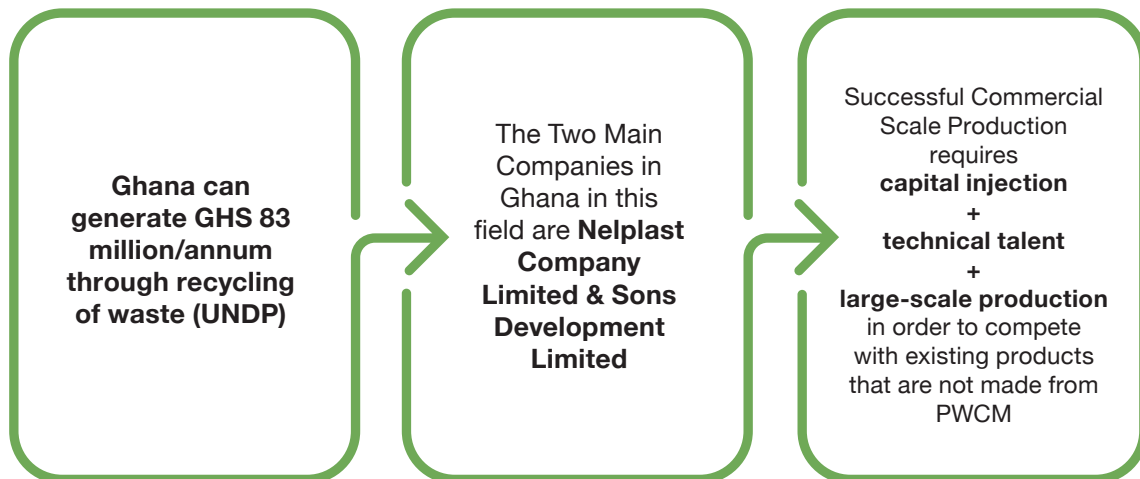 Ghana can
generate GHS 83
million/annum
through recycling
of waste (UNDP)
The Two Main
Companies in
Ghana in this
field are Nelplast
Company
Limited & Sons
Development
Limited
Successful Commercial
Scale Production
requires
capital injection
+
technical talent
+
large-scale production
in order to compete
with existing products
that are not made from
PWCM